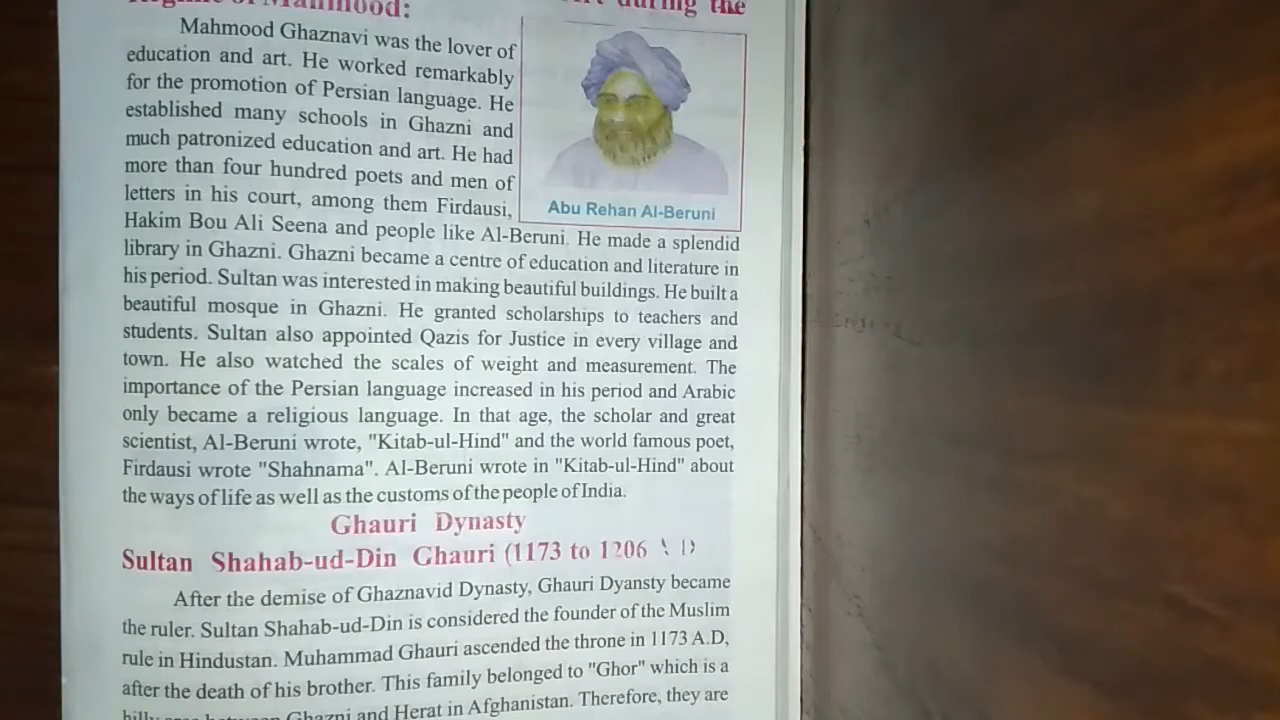 Regime of Mahmood:
during the
Mahmood Ghaznavi was the lover of
education and art. He worked remarkably
for the promotion of Persian language. He
established many schools in Ghazni and
much patronized education and art. He had
more than four hundred poets and men of
letters in his court, among them Firdausi,
Abu Rehan Al-Beruni
Hakim Bou Ali Seena and people like Al-Beruni. He made a splendid
library in Ghazni. Ghazni became a centre of education and literature in
his period. Sultan was interested in making beautiful buildings. He built a
beautiful mosque in Ghazni. He granted scholarships to teachers and
students. Sultan also appointed Qazis for Justice in every village and
town. He also watched the scales of weight and measurement. The
importance of the Persian language increased in his period and Arabic
only became a religious language. In that age, the scholar and great
scientist, Al-Beruni wrote, "Kitab-ul-Hind" and the world famous poet,
Firdausi wrote "Shahnama". Al-Beruni wrote in "Kitab-ul-Hind" about
the ways of life as well as the customs of the people of India.
Ghauri Dynasty
Sultan Shahab-ud-Din Ghauri (1173 to 1206
After the demise of Ghaznavid Dynasty, Ghauri Dyansty became
the ruler. Sultan Shahab-ud-Din is considered the founder of the Muslim
rule in Hindustan. Muhammad Ghauri ascended the throne in 1173 A.D,
after the death of his brother. This family belonged to "Ghor" which is a
hilly area between Ghazni and Herat in Afghanistan. Therefore, they are